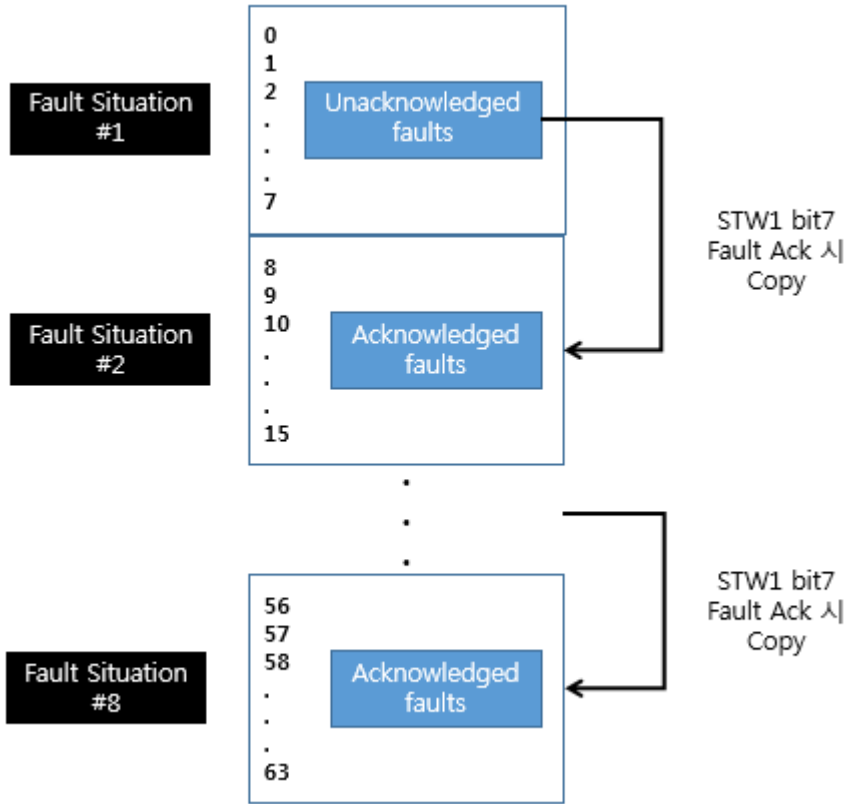 Fault Situation
#1
0
1
2
.
.
.
7
Unacknowledged
faults
STW1 bit7
Fault Ack 시
Copy
Fault Situation
#2
8
9
10
.
.
.
15
Acknowledged
faults
.
.
.
STW1 bit7
Fault Ack 시
Copy
Fault Situation
#8
56
57
58
.
.
.
63
Acknowledged
faults